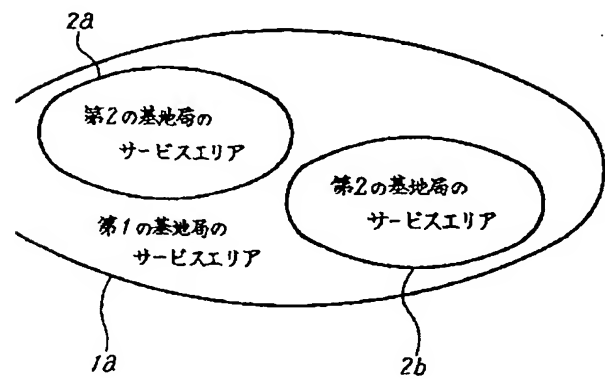 2a
第2の基地局の
サービスエリア
第2の基地局の
サービスエリア
第1の基地局の
サービスエリア
1a
2b